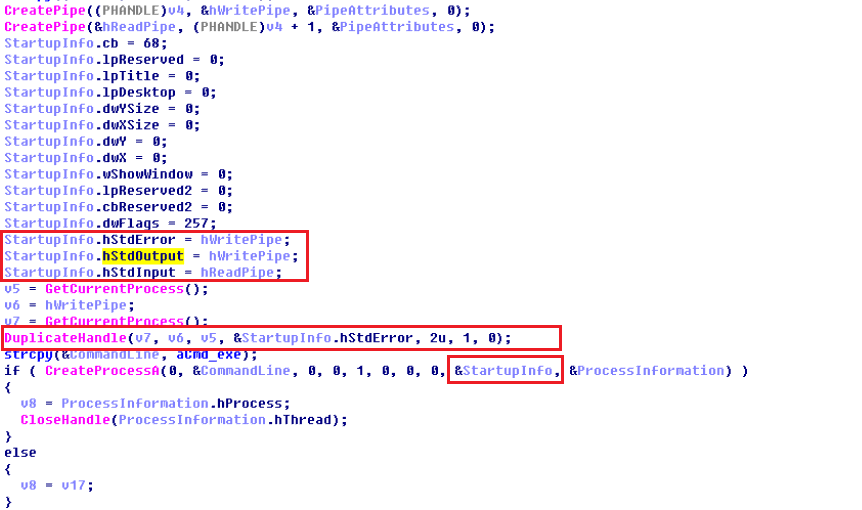 CreatePipe((PHANDLE)v4, &hWritePipe, &PipeAttributes, 0);
CreatePipe(&hReadPipe, (PHANDLE)v4 + 1, &PipeAttributes, 0);
StartupInfo.cb = 68;
StartupInfo.lpReserved = 0;
StartupInfo.lpTitle = 0;
StartupInfo.lpDesktop = 0;
StartupInfo.dwYSize = 0;
StartupInfo.dwXSize = 0;
StartupInfo.dwY = 0;
StartupInfo.dwX = 0;
StartupInfo.wShowWindow = 0;
StartupInfo.lpReserved2 = 0;
StartupInfo.cbReserved2 = 0;
StartupInfo.dwFlags = 257;
StartupInfo.hStdError = hWritePipe;
StartupInfo.hStdOutput = hWritePipe;
StartupInfo.hStdInput = hReadPipe;
v5 = GetCurrentProcess();
v6 = hWritePipe;
v7 = GetCurrentProcess();
DuplicateHandle(v7, v6, v5, &StartupInfo.hStdError, 2u, 1, 0);
strcpy(&CommandLine, aCmd_exe);
if ( CreateProcessA(0, &CommandLine, 0, 0, 1, 0, 0, 0, &StartupInfo, &ProcessInformation) )
{
v8 = ProcessInformation.hProcess;
CloseHandle(ProcessInformation.hThread);
}
else
{
v8 = v17;
}